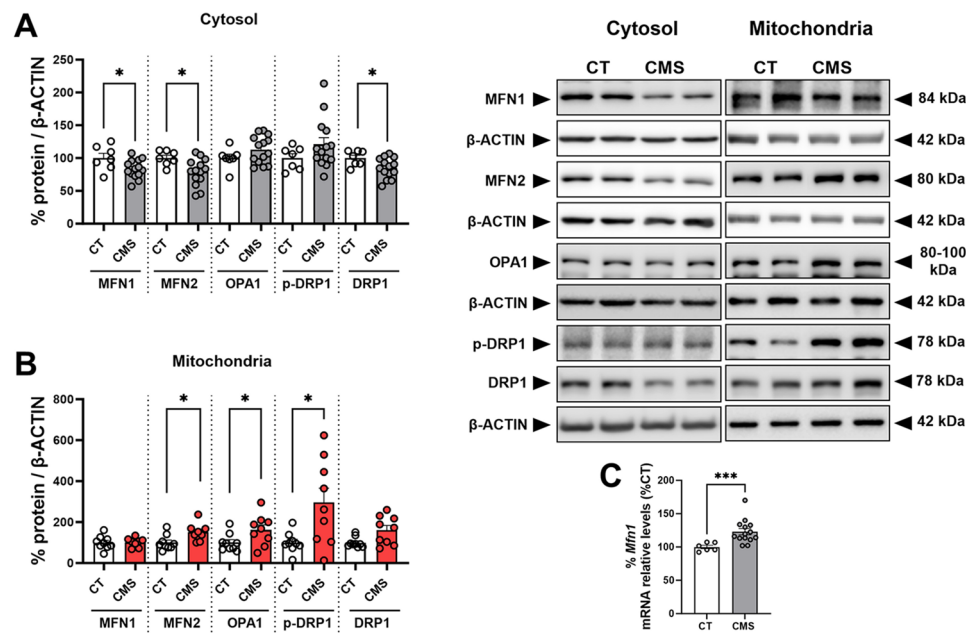 A
Cytosol
% protein / β-ACTIN
250
200
150
100
50
0
* * *
CT CMS CT CMS CT CMS CT CMS CT CMS
MFN1 MFN2 OPA1 p-DRP1 DRP1
B
Mitochondria
% protein / β-ACTIN
800
600
400
200
0
* * *
CT CMS CT CMS CT CMS CT CMS CT CMS
MFN1 MFN2 OPA1 p-DRP1 DRP1
Cytosol Mitochondria
CT CMS CT CMS
MFN1 84 kDa
β-ACTIN 42 kDa
MFN2 80 kDa
β-ACTIN 42 kDa
OPA1 80-100
kDa
β-ACTIN 42 kDa
p-DRP1 78 kDa
DRP1 78 kDa
β-ACTIN 42 kDa
C
% Mfn1
mRNA relative levels (%CT)
200
150
100
50
0
***
CT CMS